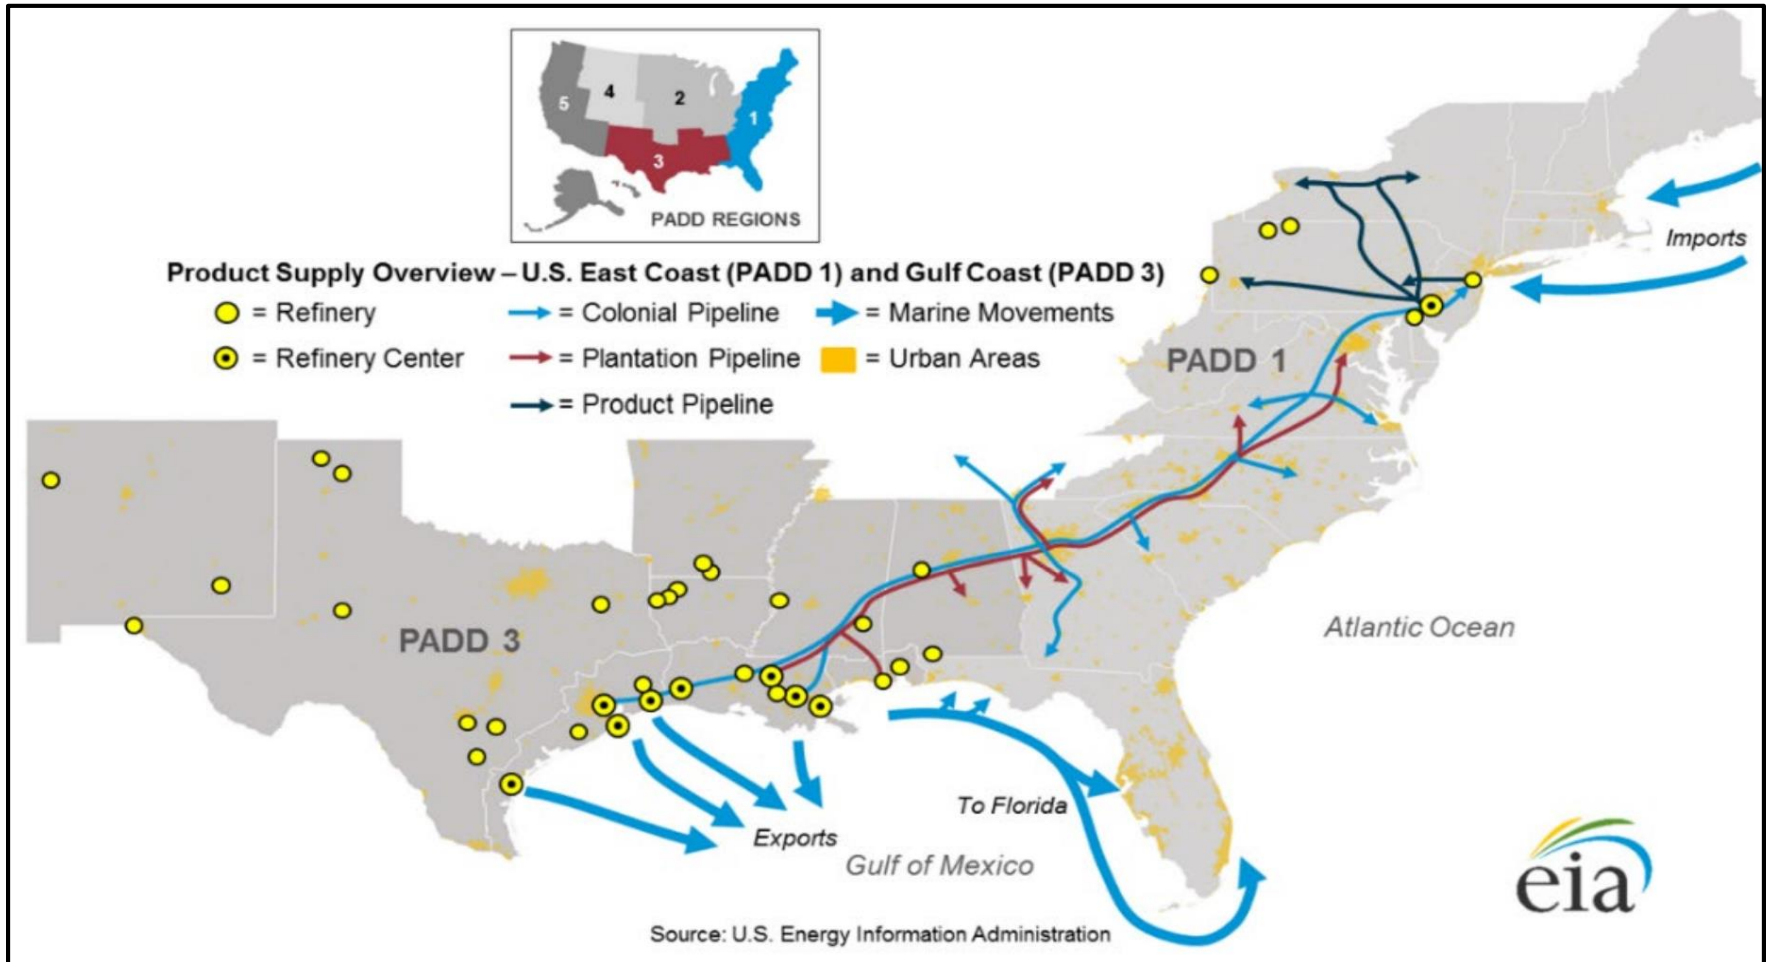 5
4
2
1
3
PADD REGIONS
Product Supply Overview – U.S. East Coast (PADD 1) and Gulf Coast (PADD 3)
= Refinery
= Colonial Pipeline
= Marine Movements
= Refinery Center
= Plantation Pipeline
= Urban Areas
= Product Pipeline
Imports
PADD 1
PADD 3
Atlantic Ocean
To Florida
Exports
Gulf of Mexico
eia
Source: U.S. Energy Information Administration